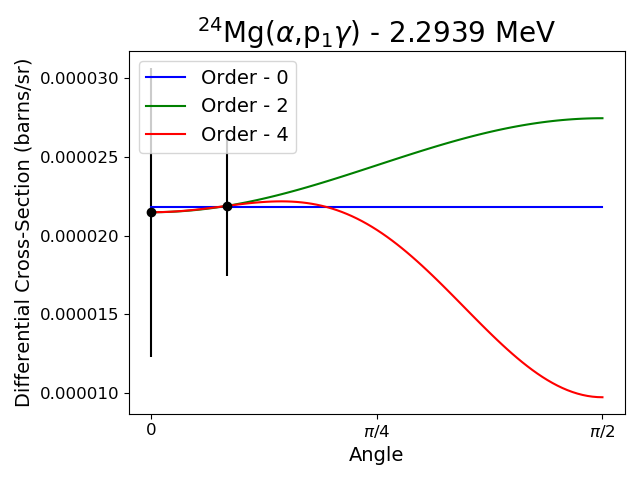 ²⁴Mg(α,p₁γ) - 2.2939 MeV
Order - 0
Order - 2
Order - 4
Differential Cross-Section (barns/sr)
0.000030
0.000025
0.000020
0.000015
0.000010
0
π/4
π/2
Angle